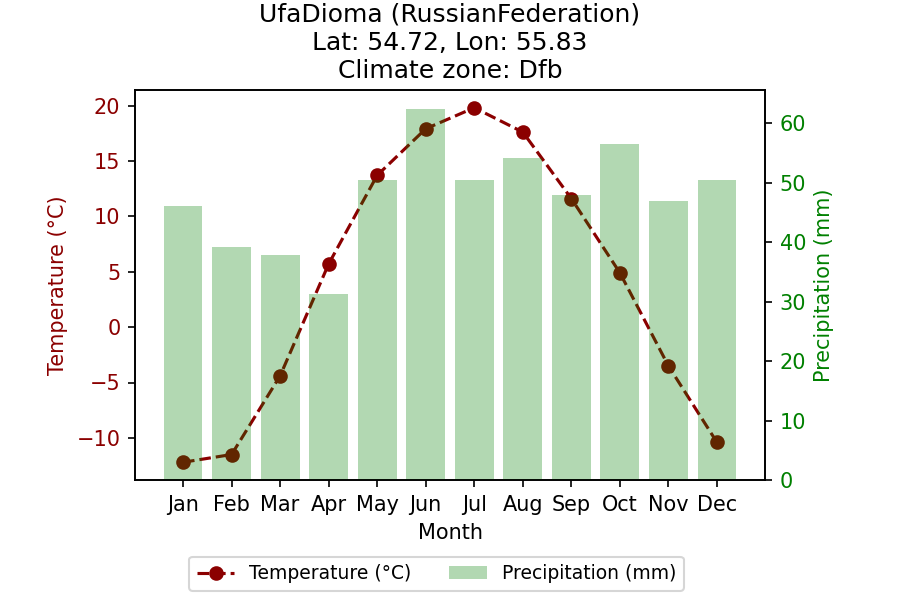 UfaDioma (RussianFederation)
Lat: 54.72, Lon: 55.83
Climate zone: Dfb
Temperature (°C)
20
15
10
5
0
−5
−10
60
50
40
30
20
10
0
Precipitation (mm)
Jan Feb Mar Apr May Jun Jul Aug Sep Oct Nov Dec
Month
Temperature (°C) Precipitation (mm)